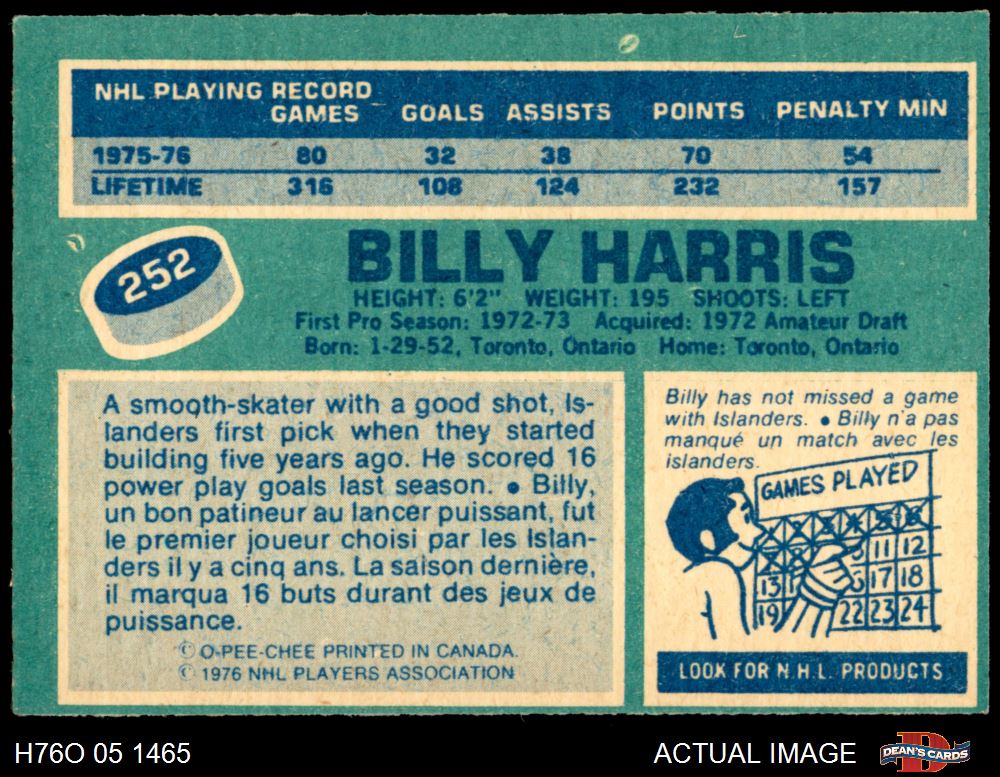 NHL PLAYING RECORD
GAMES GOALS ASSISTS POINTS PENALTY MIN
1975-76 80 32 38 70 54
LIFETIME 316 108 124 232 157
252
BILLY HARRIS
HEIGHT: 6'2" WEIGHT: 195 SHOOTS: LEFT
First Pro Season: 1972-73 Acquired: 1972 Amateur Draft
Born: 1-29-52, Toronto, Ontario Home: Toronto, Ontario
A smooth-skater with a good shot, Is-
landers first pick when they started
building five years ago. He scored 16
power play goals last season. • Billy,
un bon patineur au lancer puissant, fut
le premier joueur choisi par les Islan-
ders il y a cinq ans. La saison dernière,
il marqua 16 buts durant des jeux de
puissance.
© O-PEE-CHEE PRINTED IN CANADA.
© 1976 NHL PLAYERS ASSOCIATION
Billy has not missed a game
with Islanders. • Billy n'a pas
manqué un match avec les
islanders.
GAMES PLAYED
2 3 4 5 6
11 12
13 17 18
19 22 23 24
LOOK FOR N.H.L. PRODUCTS
H76O 05 1465 ACTUAL IMAGE DEAN'S CARDS